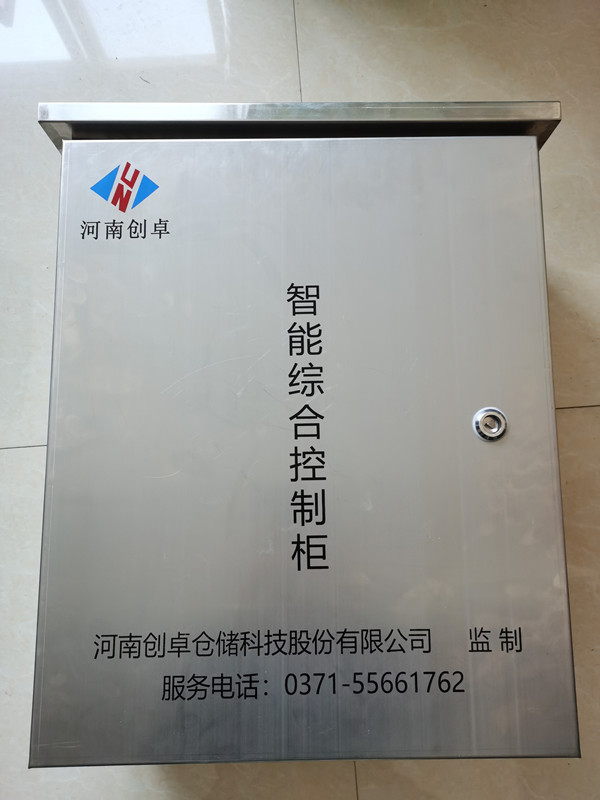 河南创卓
智能综合控制柜
河南创卓仓储科技股份有限公司 监制
服务电话：0371-55661762